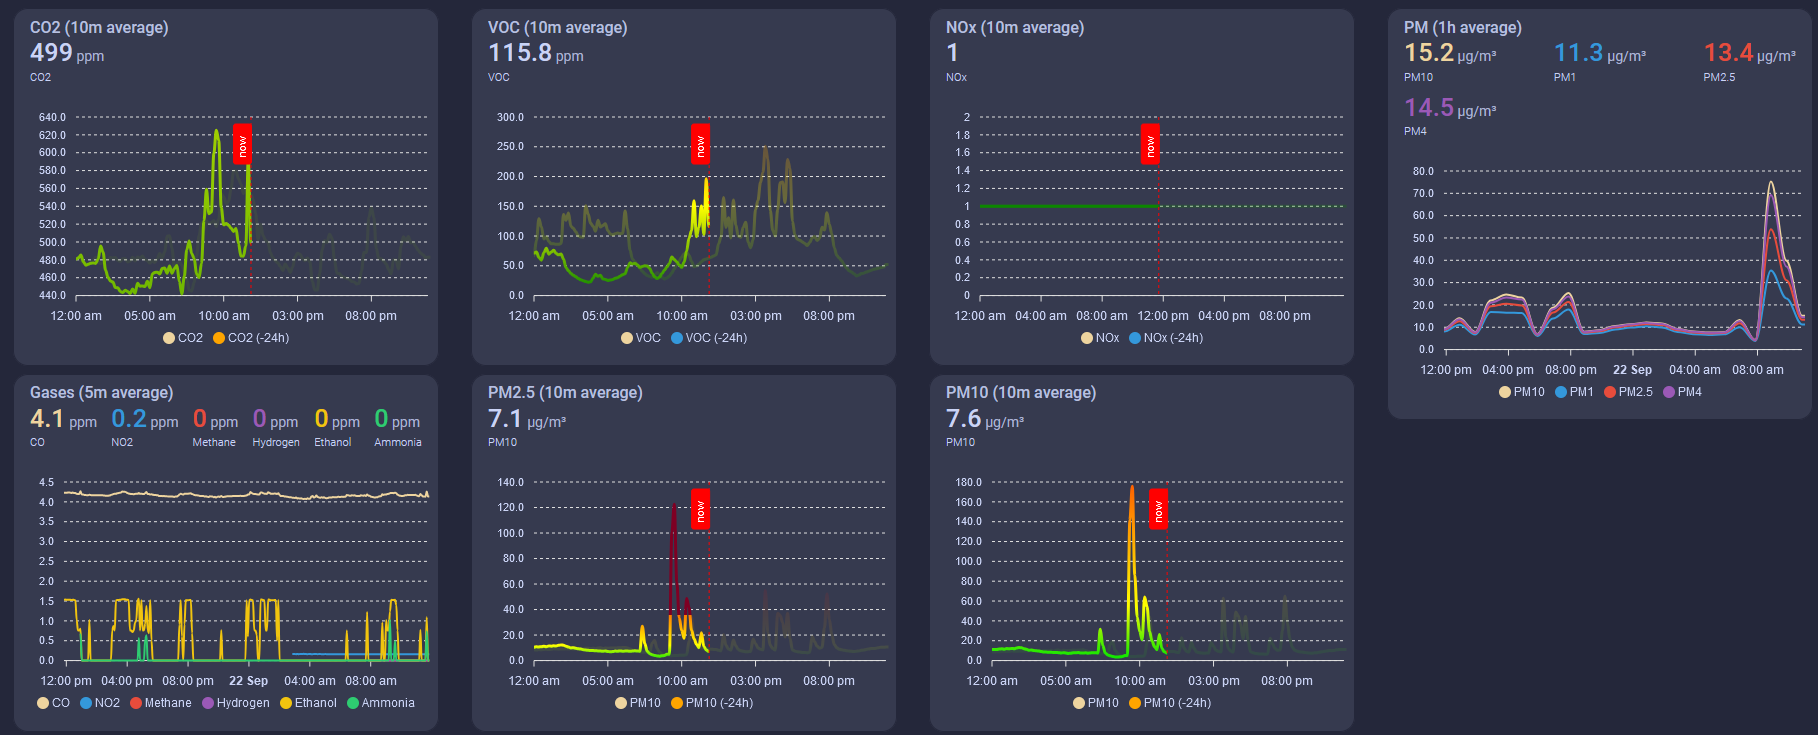 CO2 (10m average)
499 ppm
CO2
640.0
620.0
600.0
580.0
560.0
540.0
520.0
500.0
480.0
460.0
440.0
now
12:00 am 05:00 am 10:00 am 03:00 pm 08:00 pm
CO2 CO2 (-24h)
VOC (10m average)
115.8 ppm
VOC
300.0
250.0
200.0
150.0
100.0
50.0
0.0
now
12:00 am 05:00 am 10:00 am 03:00 pm 08:00 pm
VOC VOC (-24h)
NOx (10m average)
1
NOx
2
1.8
1.6
1.4
1.2
1
0.8
0.6
0.4
0.2
0
now
12:00 am 04:00 am 08:00 am 12:00 pm 04:00 pm 08:00 pm
NOx NOx (-24h)
PM (1h average)
15.2 µg/m³ 11.3 µg/m³ 13.4 µg/m³
PM10 PM1 PM2.5
14.5 µg/m³
PM4
80.0
70.0
60.0
50.0
40.0
30.0
20.0
10.0
0.0
12:00 pm 04:00 pm 08:00 pm 22 Sep 04:00 am 08:00 am
PM10 PM1 PM2.5 PM4
Gases (5m average)
4.1 ppm 0.2 ppm 0 ppm 0 ppm 0 ppm 0 ppm
CO NO2 Methane Hydrogen Ethanol Ammonia
4.5
4.0
3.5
3.0
2.5
2.0
1.5
1.0
0.5
0.0
12:00 pm 04:00 pm 08:00 pm 22 Sep 04:00 am 08:00 am
CO NO2 Methane Hydrogen Ethanol Ammonia
PM2.5 (10m average)
7.1 µg/m³
PM10
140.0
120.0
100.0
80.0
60.0
40.0
20.0
0.0
now
12:00 am 05:00 am 10:00 am 03:00 pm 08:00 pm
PM10 PM10 (-24h)
PM10 (10m average)
7.6 µg/m³
PM10
180.0
160.0
140.0
120.0
100.0
80.0
60.0
40.0
20.0
0.0
now
12:00 am 05:00 am 10:00 am 03:00 pm 08:00 pm
PM10 PM10 (-24h)